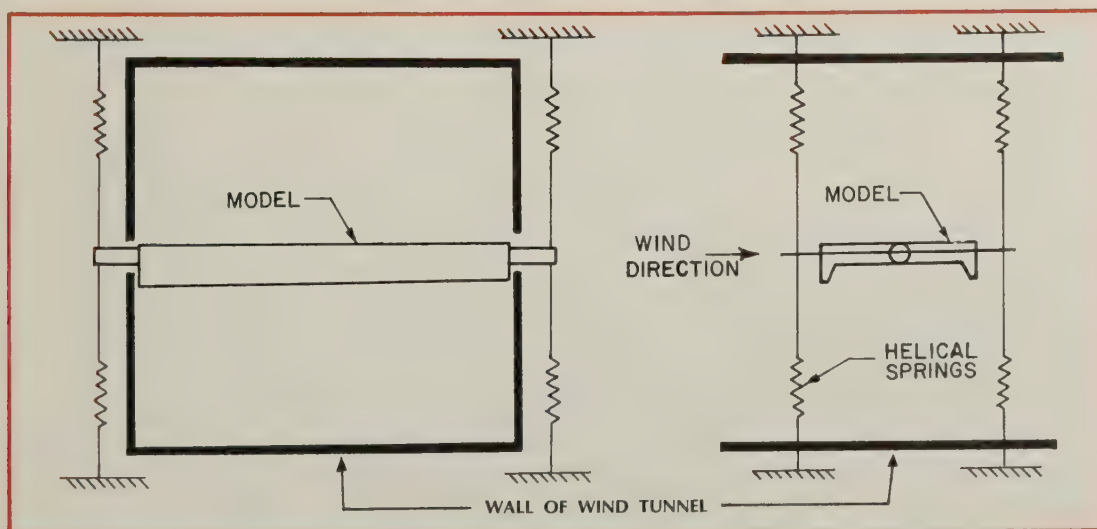 MODEL
WIND
DIRECTION
MODEL
HELICAL
SPRINGS
WALL OF WIND TUNNEL